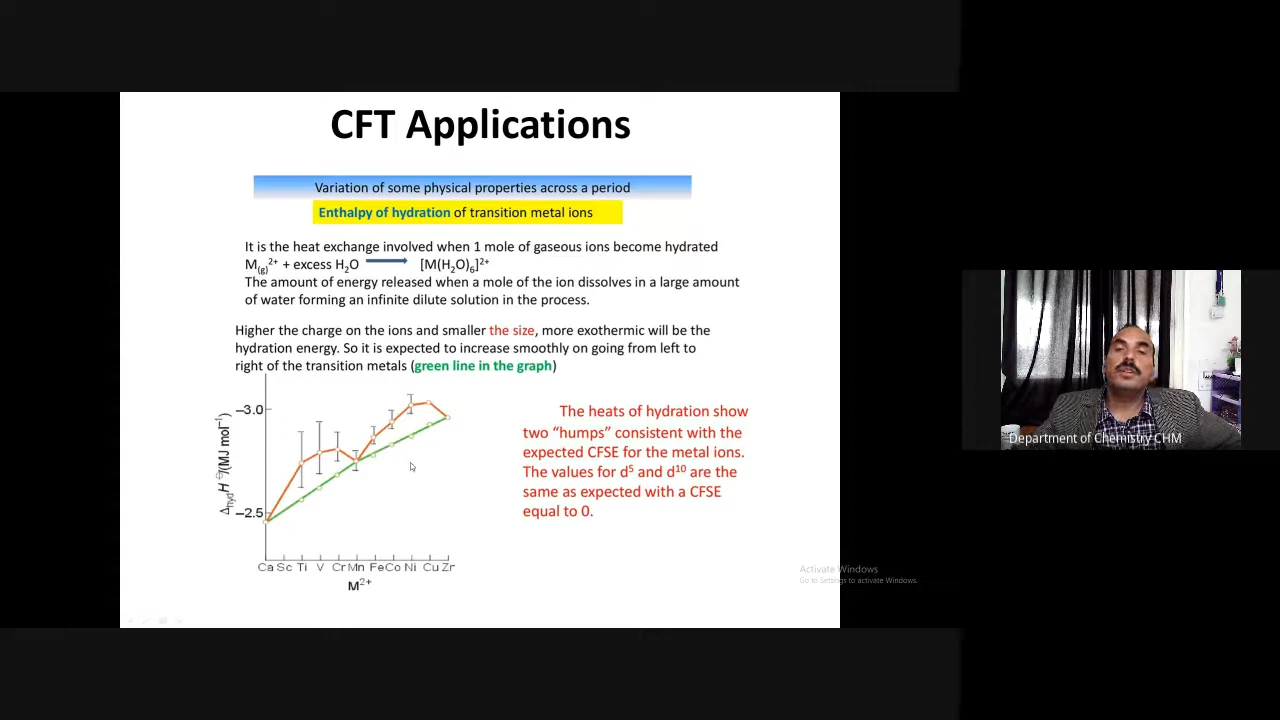 CFT Applications
Variation of some physical properties across a period
Enthalpy of hydration of transition metal ions
It is the heat exchange involved when 1 mole of gaseous ions become hydrated
M(g)2+ + excess H2O [M(H2O)6]2+
The amount of energy released when a mole of the ion dissolves in a large amount
of water forming an infinite dilute solution in the process.
Higher the charge on the ions and smaller the size, more exothermic will be the
hydration energy. So it is expected to increase smoothly on going from left to
right of the transition metals (green line in the graph)
−3.0
ΔhydH⦵/(MJ mol−1)
−2.5
Ca Sc Ti V Cr Mn Fe Co Ni Cu Zr
M2+
The heats of hydration show
two “humps” consistent with the
expected CFSE for the metal ions.
The values for d5 and d10 are the
same as expected with a CFSE
equal to 0.
Department of Chemistry CHM
Activate Windows
Go to Settings to activate Windows.